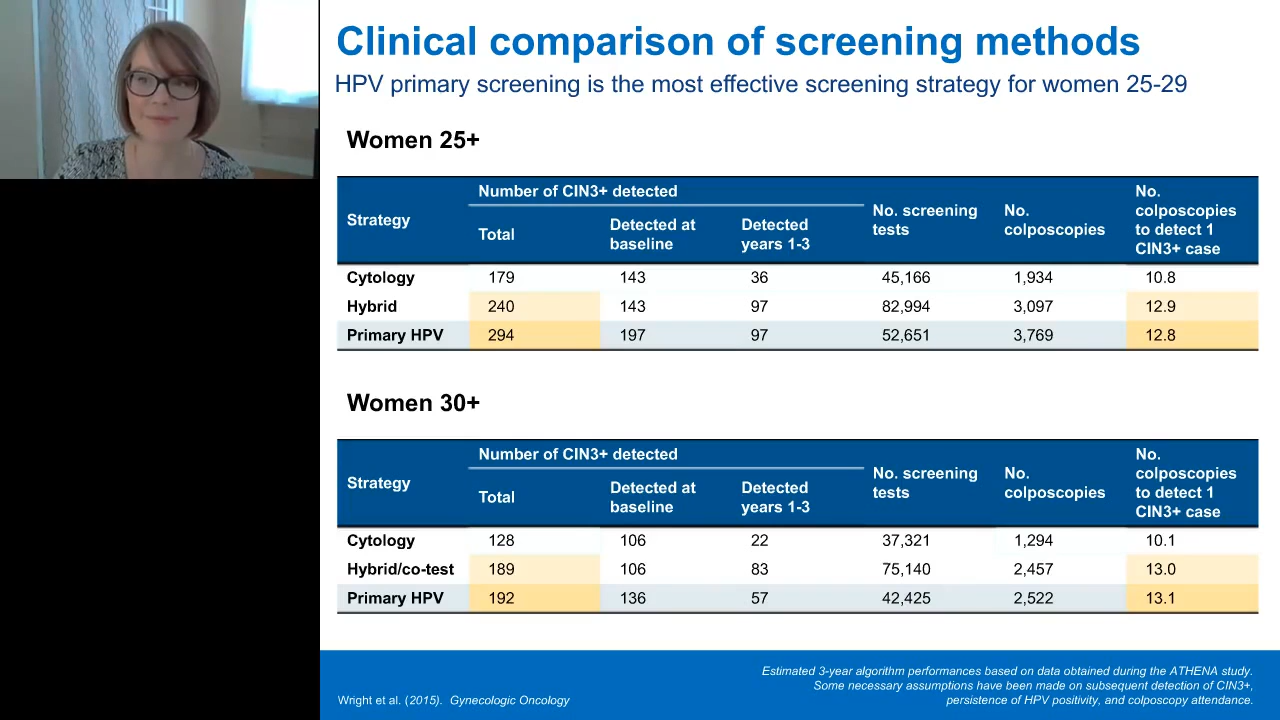 Clinical comparison of screening methods
HPV primary screening is the most effective screening strategy for women 25-29
Women 25+
Strategy
Number of CIN3+ detected
Total
Detected at
baseline
Detected
years 1-3
No. screening
tests
No.
colposcopies
No.
colposcopies
to detect 1
CIN3+ case
Cytology 179 143 36 45,166 1,934 10.8
Hybrid 240 143 97 82,994 3,097 12.9
Primary HPV 294 197 97 52,651 3,769 12.8
Women 30+
Strategy
Number of CIN3+ detected
Total
Detected at
baseline
Detected
years 1-3
No. screening
tests
No.
colposcopies
No.
colposcopies
to detect 1
CIN3+ case
Cytology 128 106 22 37,321 1,294 10.1
Hybrid/co-test 189 106 83 75,140 2,457 13.0
Primary HPV 192 136 57 42,425 2,522 13.1
Wright et al. (2015). Gynecologic Oncology
Estimated 3-year algorithm performances based on data obtained during the ATHENA study.
Some necessary assumptions have been made on subsequent detection of CIN3+,
persistence of HPV positivity, and colposcopy attendance.